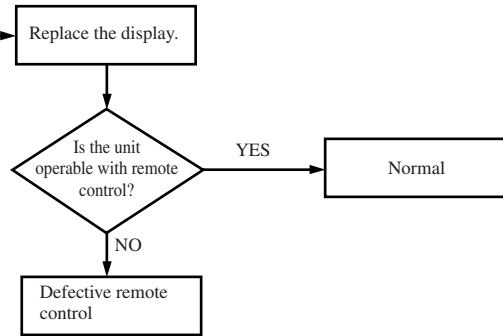 Replace the display.
Is the unit
operable with remote
control?
YES
Normal
NO
Defective remote
control